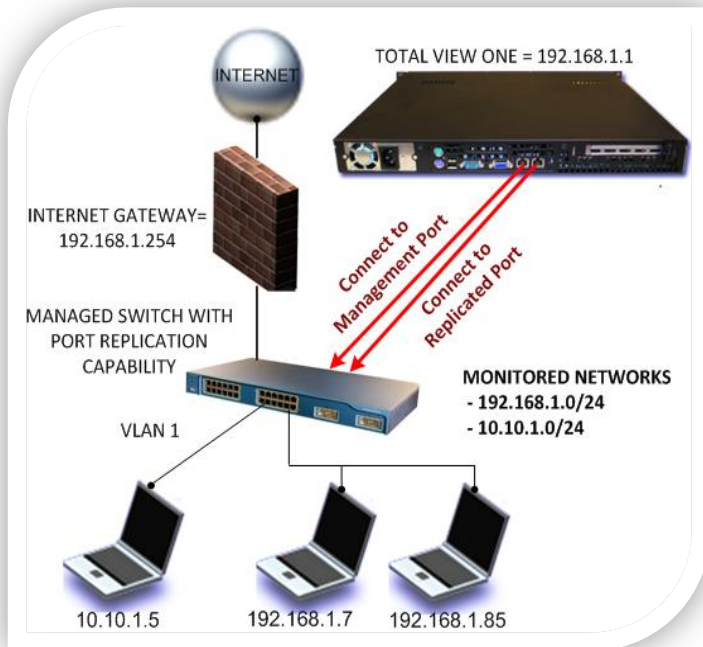 INTERNET
TOTAL VIEW ONE = 192.168.1.1
INTERNET GATEWAY=
192.168.1.254
Connect to
Management Port
Connect to
Replicated Port
MANAGED SWITCH WITH
PORT REPLICATION
CAPABILITY
MONITORED NETWORKS
- 192.168.1.0/24
- 10.10.1.0/24
VLAN 1
10.10.1.5
192.168.1.7
192.168.1.85